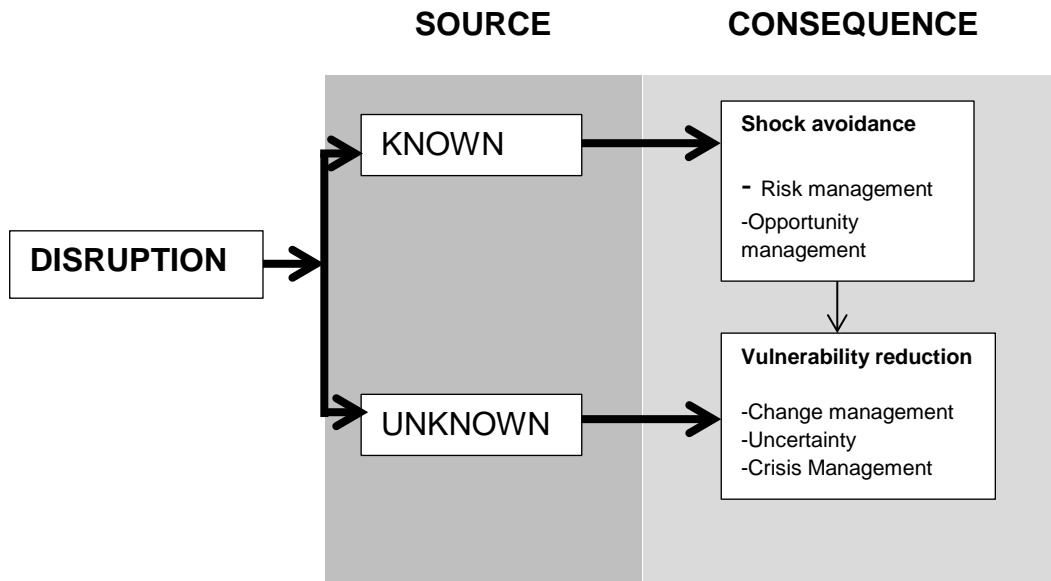 SOURCE
CONSEQUENCE
DISRUPTION
KNOWN
UNKNOWN
Shock avoidance
- Risk management
-Opportunity
management
Vulnerability reduction
-Change management
-Uncertainty
-Crisis Management